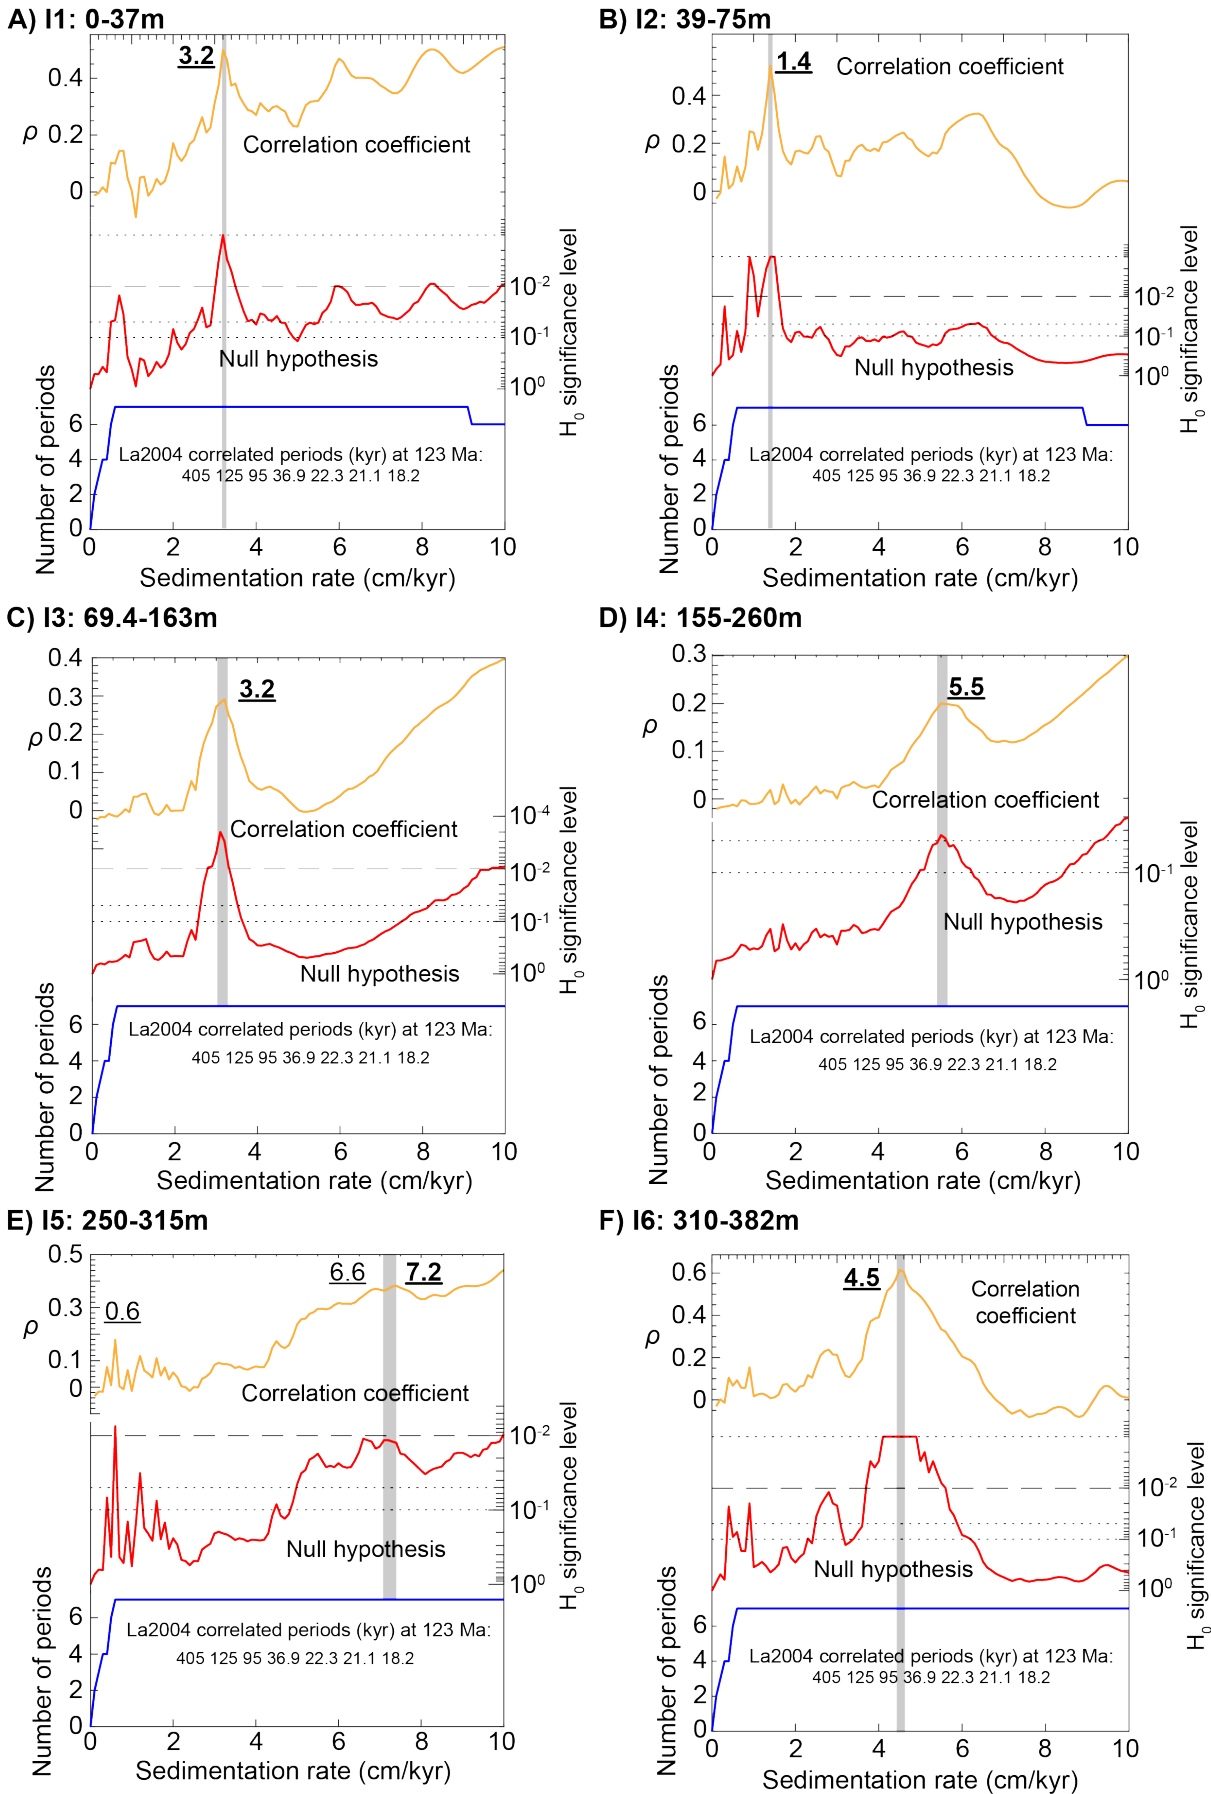 A) I1: 0-37m
3.2
0.4
0.2
0
ρ
Correlation coefficient
Null hypothesis
10-2
10-1
100
H0 significance level
Number of periods
6
4
2
0
La2004 correlated periods (kyr) at 123 Ma:
405 125 95 36.9 22.3 21.1 18.2
0 2 4 6 8 10
Sedimentation rate (cm/kyr)
B) I2: 39-75m
1.4
Correlation coefficient
0.4
0.2
0
ρ
Null hypothesis
10-2
10-1
100
H0 significance level
Number of periods
6
4
2
0
La2004 correlated periods (kyr) at 123 Ma:
405 125 95 36.9 22.3 21.1 18.2
0 2 4 6 8 10
Sedimentation rate (cm/kyr)
C) I3: 69.4-163m
3.2
0.4
0.3
0.2
0.1
0
ρ
Correlation coefficient
Null hypothesis
10-4
10-2
10-1
100
H0 significance level
Number of periods
6
4
2
0
La2004 correlated periods (kyr) at 123 Ma:
405 125 95 36.9 22.3 21.1 18.2
0 2 4 6 8 10
Sedimentation rate (cm/kyr)
D) I4: 155-260m
5.5
0.3
0.2
0.1
0
ρ
Correlation coefficient
Null hypothesis
10-1
100
H0 significance level
Number of periods
6
4
2
0
La2004 correlated periods (kyr) at 123 Ma:
405 125 95 36.9 22.3 21.1 18.2
0 2 4 6 8 10
Sedimentation rate (cm/kyr)
E) I5: 250-315m
0.6
6.6
7.2
0.5
0.3
0.1
0
ρ
Correlation coefficient
Null hypothesis
10-2
10-1
100
H0 significance level
Number of periods
6
4
2
0
La2004 correlated periods (kyr) at 123 Ma:
405 125 95 36.9 22.3 21.1 18.2
0 2 4 6 8 10
Sedimentation rate (cm/kyr)
F) I6: 310-382m
4.5
Correlation
coefficient
0.6
0.4
0.2
0
ρ
Null hypothesis
10-2
10-1
100
H0 significance level
Number of periods
6
4
2
0
La2004 correlated periods (kyr) at 123 Ma:
405 125 95 36.9 22.3 21.1 18.2
0 2 4 6 8 10
Sedimentation rate (cm/kyr)